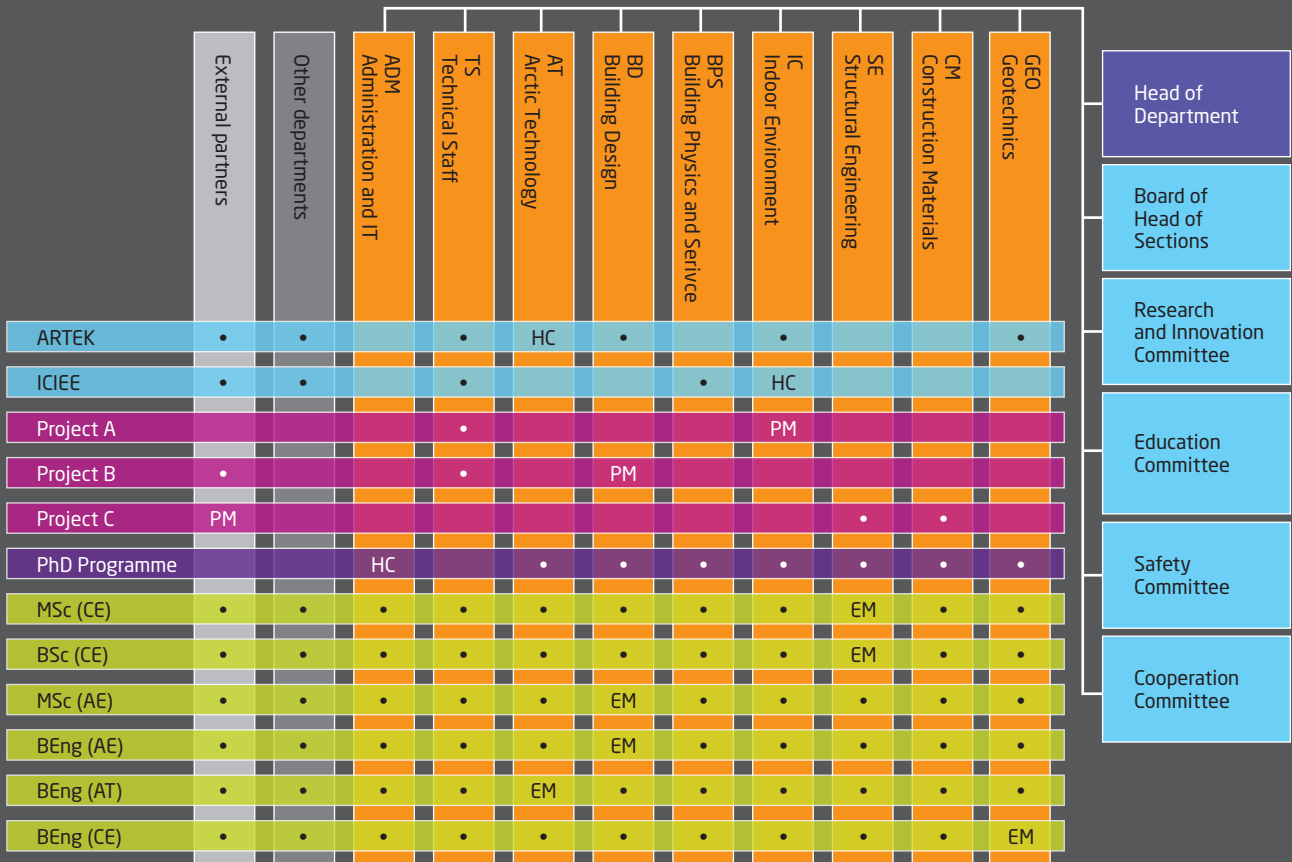 External partners
Other departments
ADM
Administration and IT
TS
Technical Staff
AT
Arctic Technology
BD
Building Design
BPS
Building Physics and Serivce
IC
Indoor Environment
SE
Structural Engineering
CM
Construction Materials
GEO
Geotechnics
Head of
Department
Board of
Head of
Sections
Research
and Innovation
Committee
Education
Committee
Safety
Committee
Cooperation
Committee
ARTEK • • • HC • • •
ICIEE • • • • HC
Project A • PM
Project B • • PM
Project C PM • •
PhD Programme HC • • • • • • •
MSc (CE) • • • • • • • • EM • •
BSc (CE) • • • • • • • • EM • •
MSc (AE) • • • • • EM • • • • •
BEng (AE) • • • • • EM • • • • •
BEng (AT) • • • • EM • • • • • •
BEng (CE) • • • • • • • • • • EM